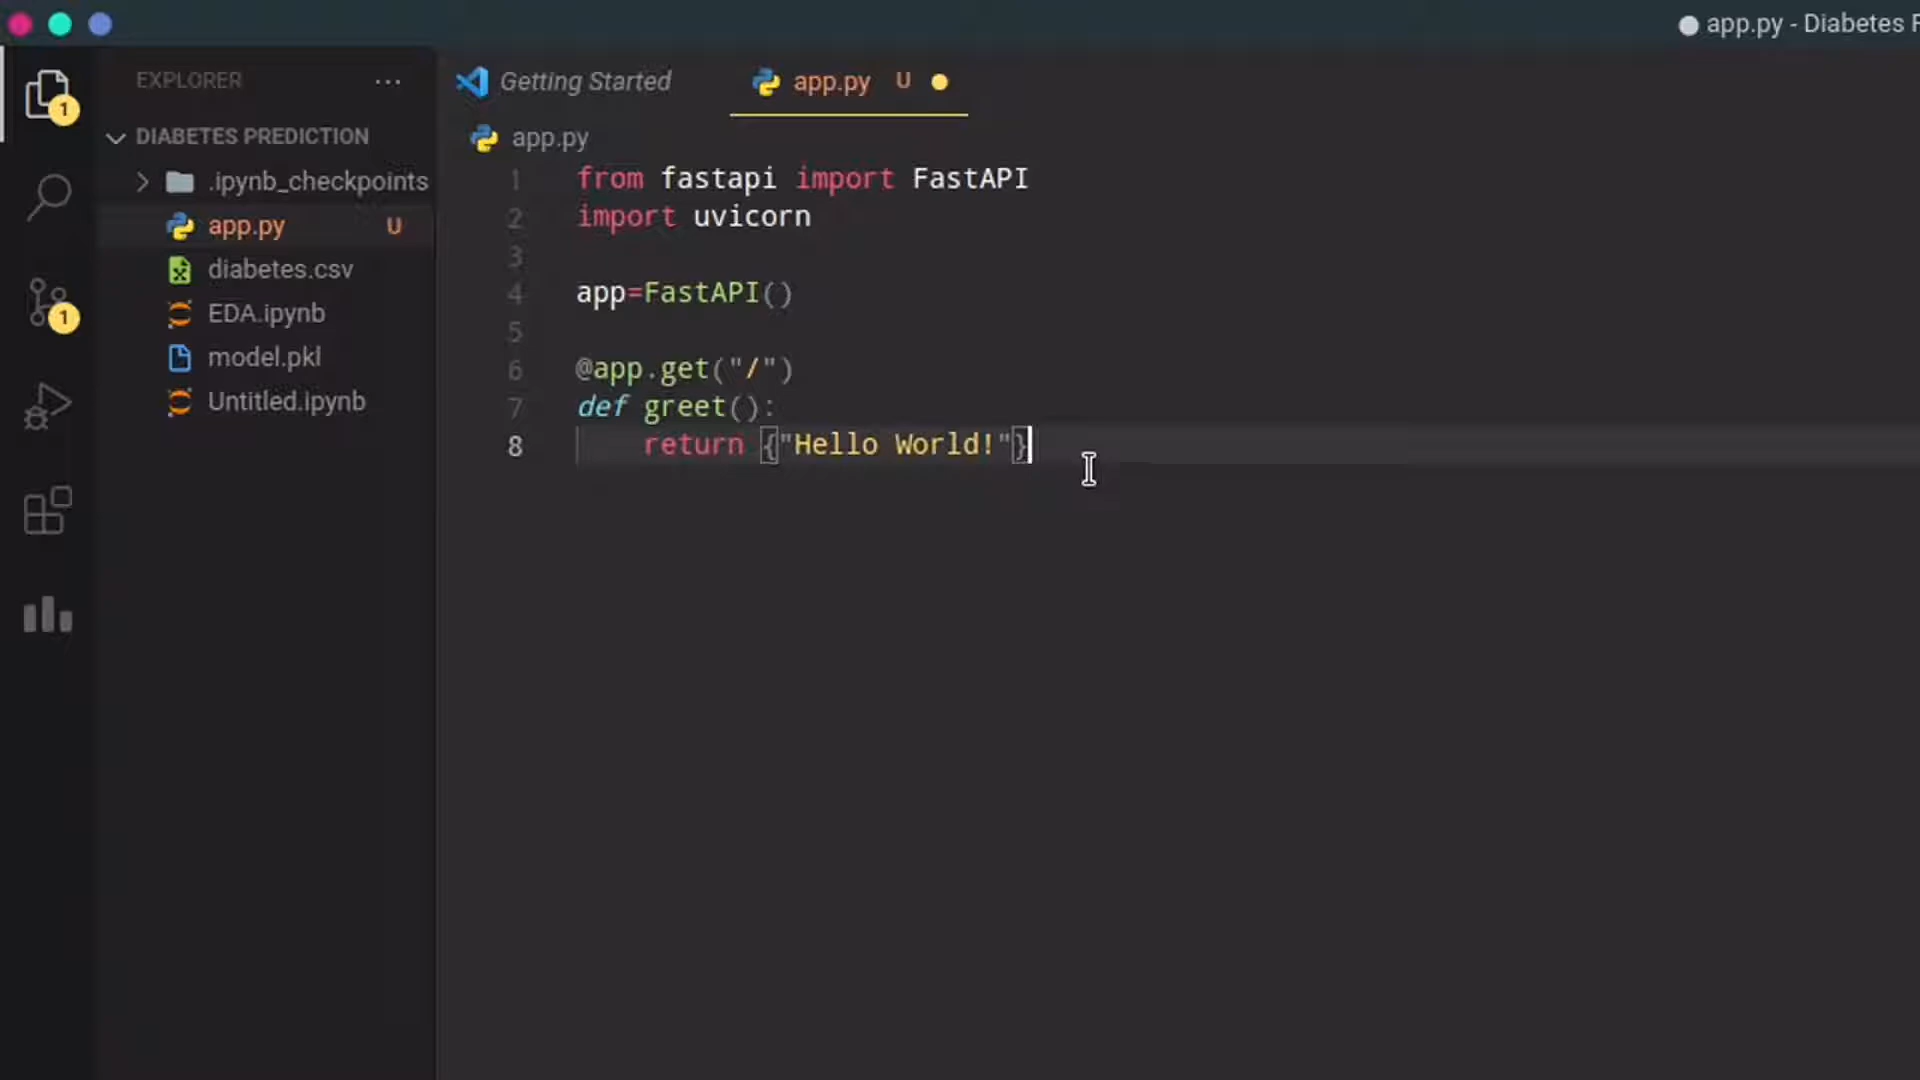 app.py - Diabetes
EXPLORER ...
Getting Started
app.py U
1
DIABETES PREDICTION
.ipynb_checkpoints
app.py U
diabetes.csv
EDA.ipynb
model.pkl
Untitled.ipynb
1
app.py
1 from fastapi import FastAPI
2 import uvicorn
3
4 app=FastAPI()
5
6 @app.get("/")
7 def greet():
8 return {"Hello World!"}